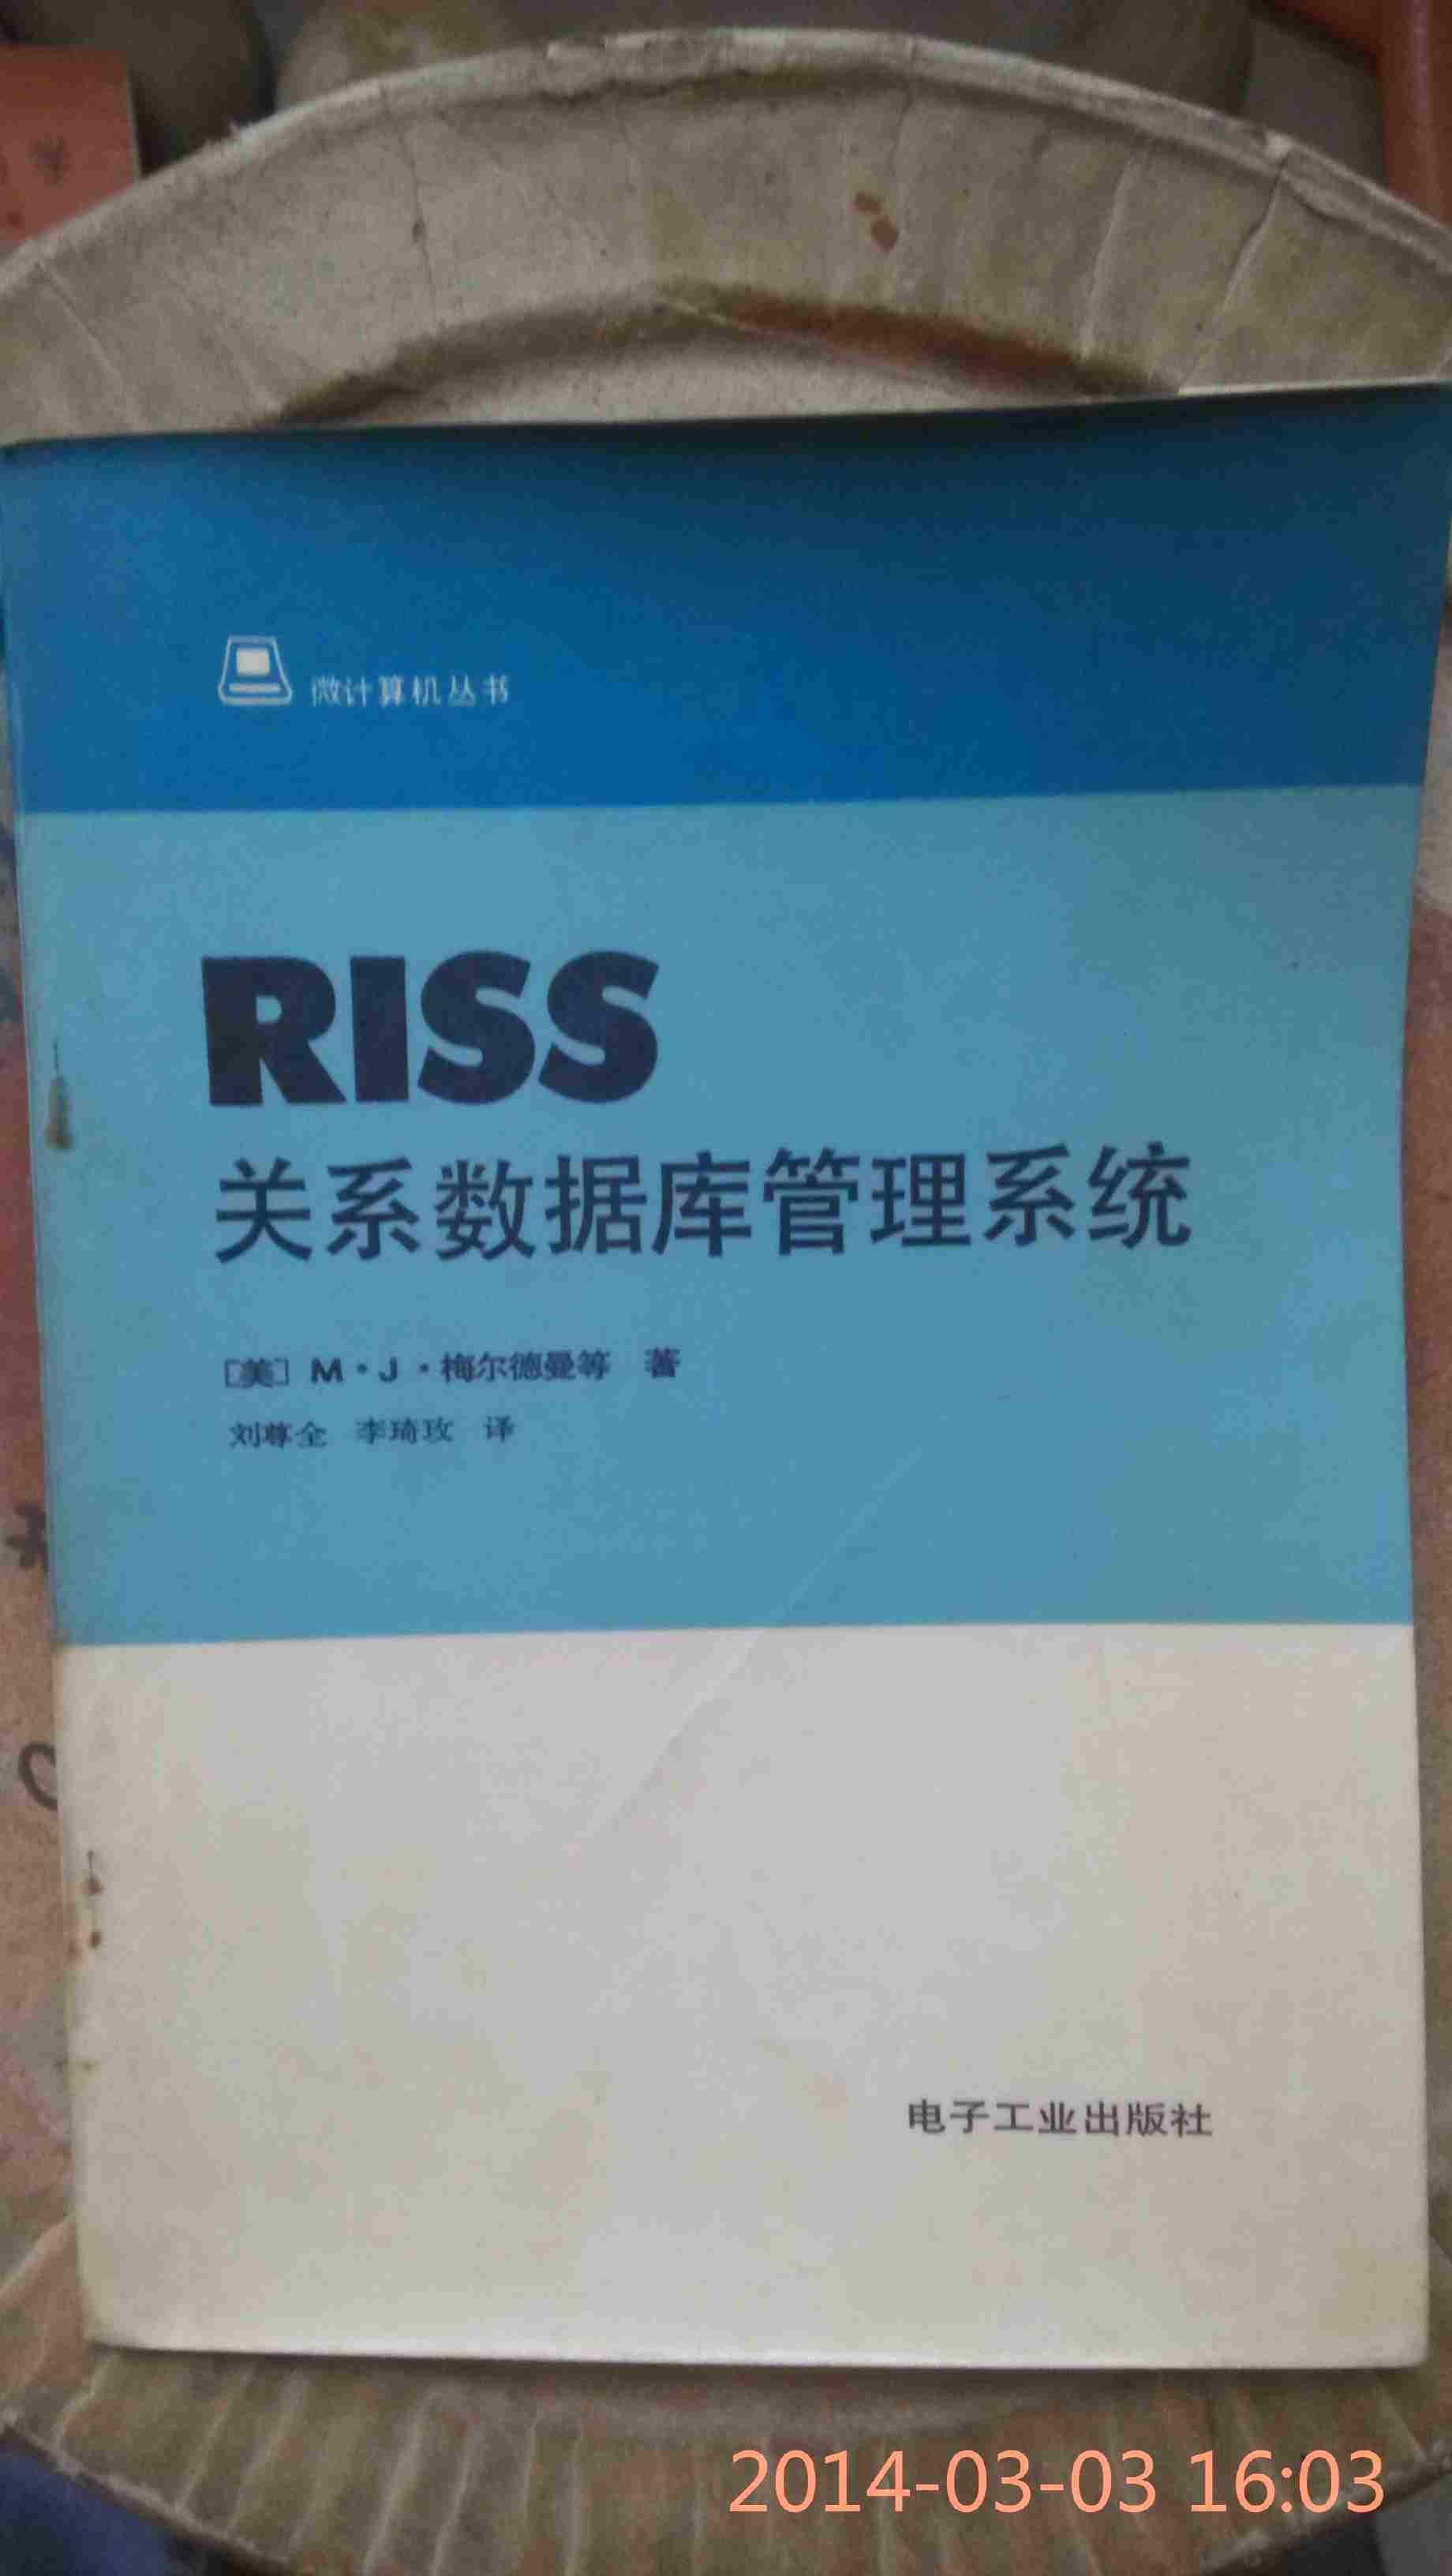 微计算机丛书
RISS
关系数据库管理系统
［美］ M·J·梅尔德曼等 著
刘尊全 李琦玫 译
电子工业出版社
2014-03-03 16:03